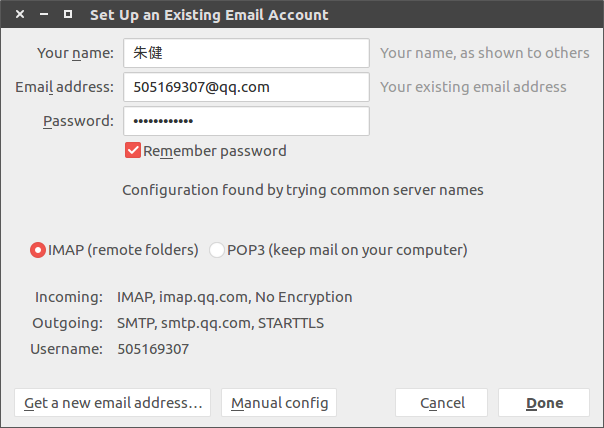 Set Up an Existing Email Account
Your name: 朱健 Your name, as shown to others
Email address: 505169307@qq.com Your existing email address
Password: ••••••••••••
Remember password
Configuration found by trying common server names
IMAP (remote folders) POP3 (keep mail on your computer)
Incoming: IMAP, imap.qq.com, No Encryption
Outgoing: SMTP, smtp.qq.com, STARTTLS
Username: 505169307
Get a new email address... Manual config Cancel Done